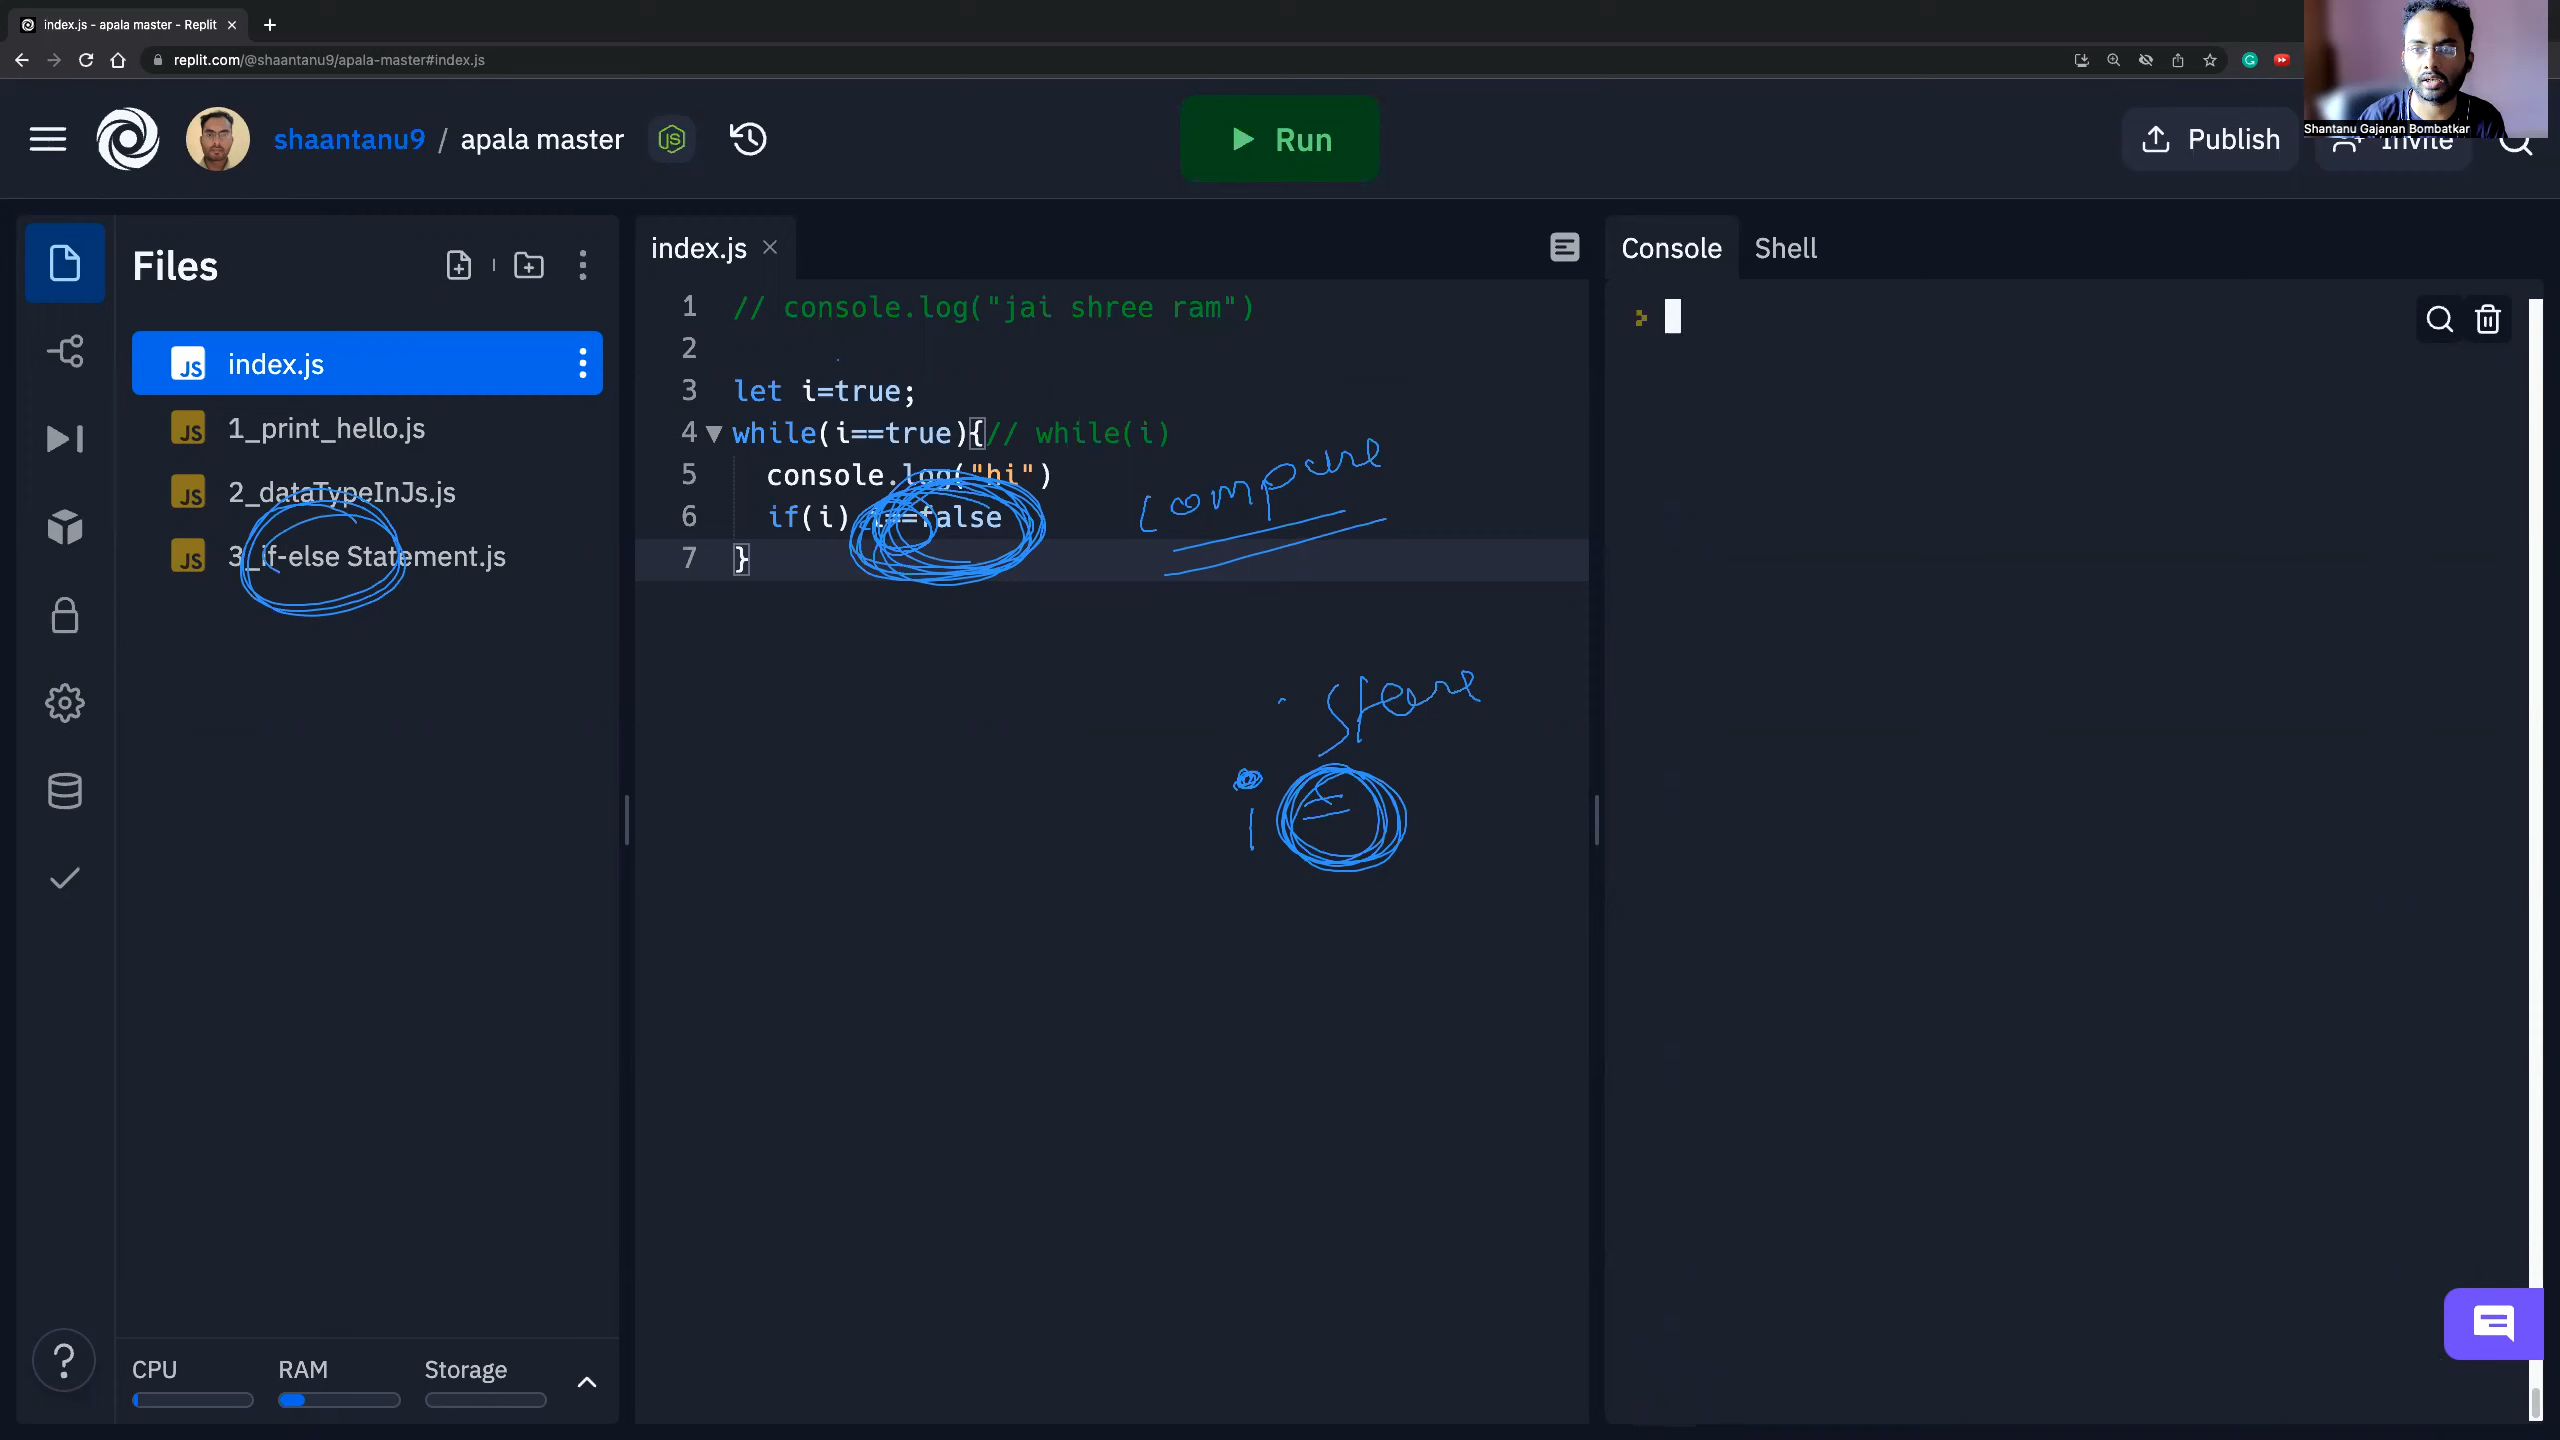 index.js - apala master - Replit
replit.com/@shaantanu9/apala-master#index.js
Shantanu Gajanan Bombatkar
shaantanu9 / apala master
Run
Publish
Invite
Files
index.js
Console
Shell
index.js
1_print_hello.js
2_dataTypeInJs.js
3_if-else Statement.js
1 // console.log("jai shree ram")
2
3 let i=true;
4 while(i==true){// while(i)
5 console.log("hi")
6 if(i) i==false
7 }
compare
store
i =
CPU
RAM
Storage